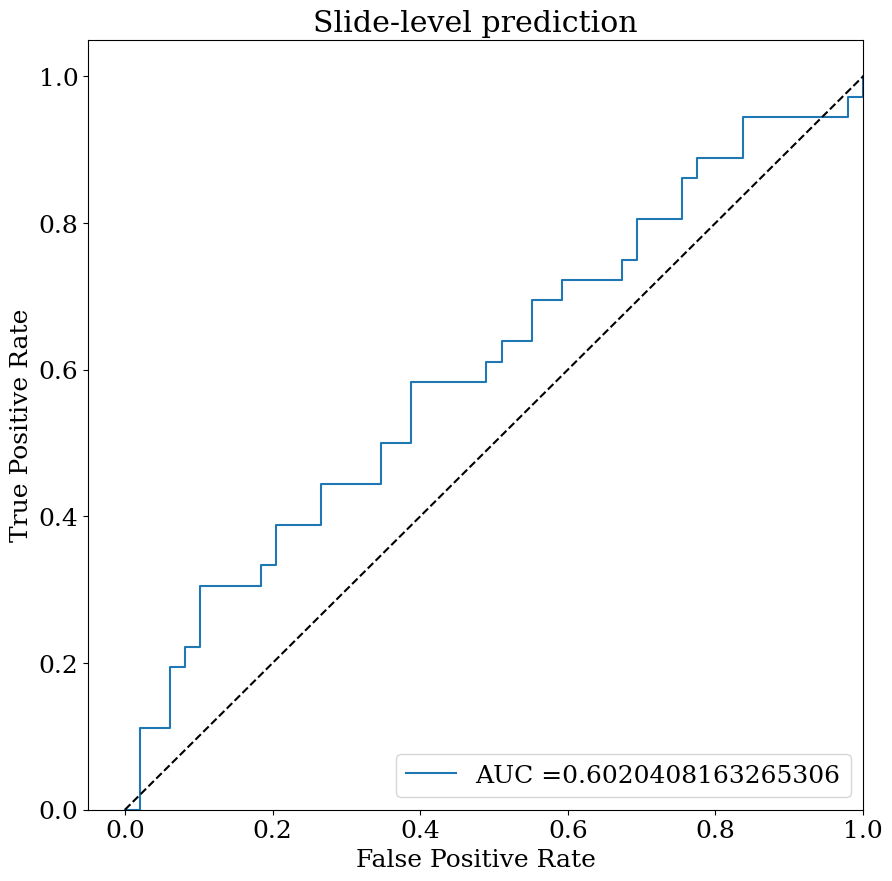 Slide-level prediction
True Positive Rate
1.0
0.8
0.6
0.4
0.2
0.0
AUC =0.6020408163265306
0.0 0.2 0.4 0.6 0.8 1.0
False Positive Rate